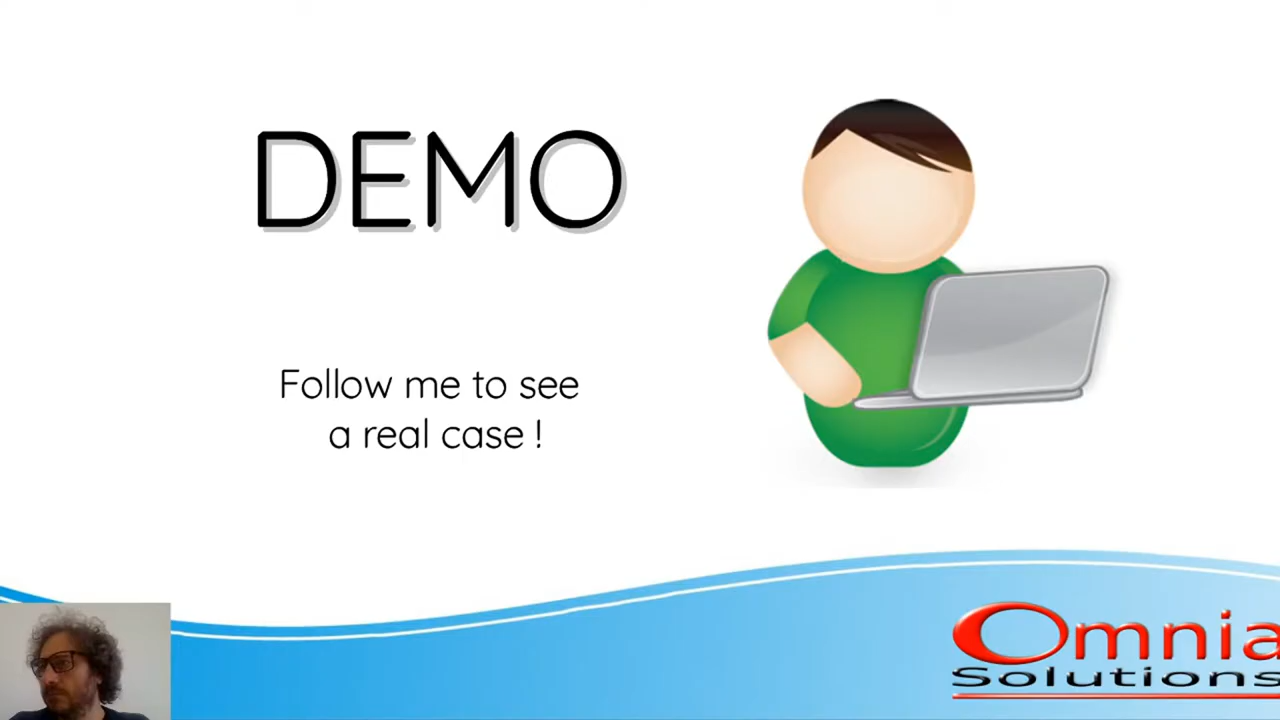 DEMO
Follow me to see
a real case !
Omnia
Solutions